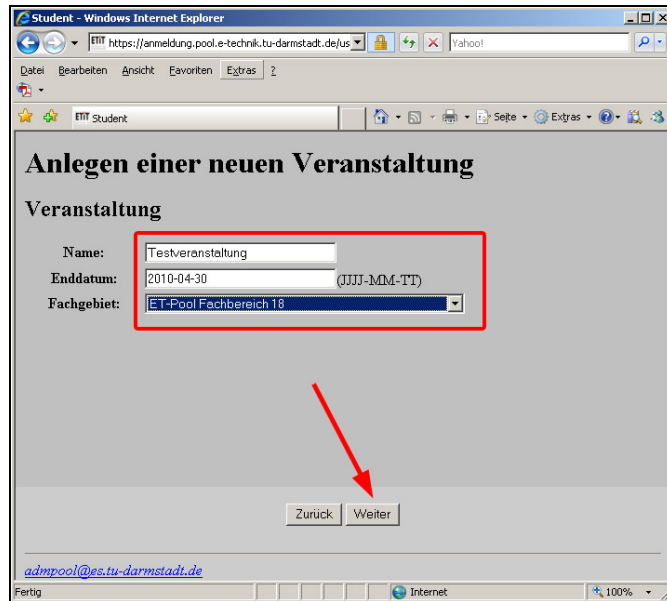 Student - Windows Internet Explorer
ETiT https://anmeldung.pool.e-technik.tu-darmstadt.de/us Yahoo!
Datei Bearbeiten Ansicht Favoriten Extras ?
ETiT Student Seite Extras
Anlegen einer neuen Veranstaltung
Veranstaltung
Name: Testveranstaltung
Enddatum: 2010-04-30 (JJJJ-MM-TT)
Fachgebiet: ET-Pool Fachbereich 18
Zurück Weiter
admpool@es.tu-darmstadt.de
Fertig Internet 100%